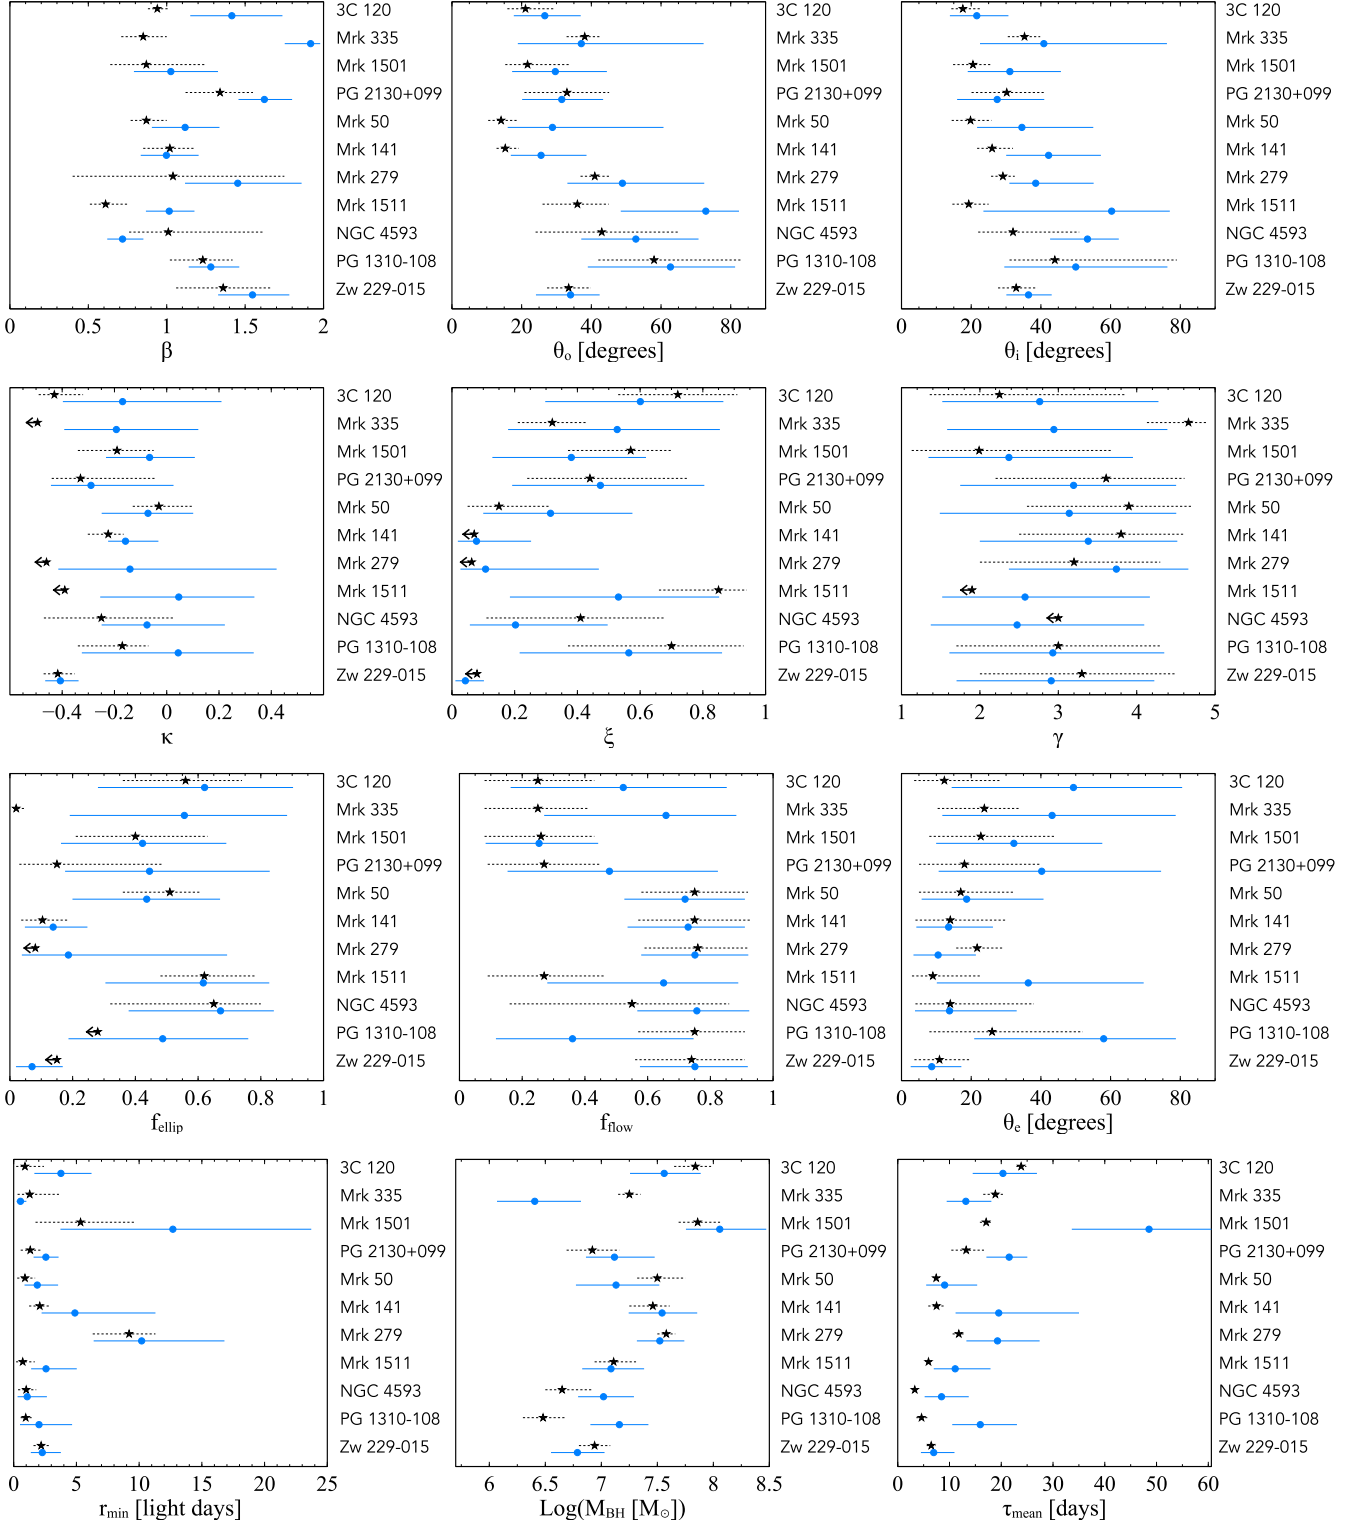 3C 120
Mrk 335
Mrk 1501
PG 2130+099
Mrk 50
Mrk 141
Mrk 279
Mrk 1511
NGC 4593
PG 1310-108
Zw 229-015
0 0.5 1 1.5 2
β
3C 120
Mrk 335
Mrk 1501
PG 2130+099
Mrk 50
Mrk 141
Mrk 279
Mrk 1511
NGC 4593
PG 1310-108
Zw 229-015
0 20 40 60 80
θo [degrees]
3C 120
Mrk 335
Mrk 1501
PG 2130+099
Mrk 50
Mrk 141
Mrk 279
Mrk 1511
NGC 4593
PG 1310-108
Zw 229-015
0 20 40 60 80
θi [degrees]
3C 120
Mrk 335
Mrk 1501
PG 2130+099
Mrk 50
Mrk 141
Mrk 279
Mrk 1511
NGC 4593
PG 1310-108
Zw 229-015
−0.4 −0.2 0 0.2 0.4
κ
3C 120
Mrk 335
Mrk 1501
PG 2130+099
Mrk 50
Mrk 141
Mrk 279
Mrk 1511
NGC 4593
PG 1310-108
Zw 229-015
0 0.2 0.4 0.6 0.8 1
ξ
3C 120
Mrk 335
Mrk 1501
PG 2130+099
Mrk 50
Mrk 141
Mrk 279
Mrk 1511
NGC 4593
PG 1310-108
Zw 229-015
1 2 3 4 5
γ
3C 120
Mrk 335
Mrk 1501
PG 2130+099
Mrk 50
Mrk 141
Mrk 279
Mrk 1511
NGC 4593
PG 1310-108
Zw 229-015
0 0.2 0.4 0.6 0.8 1
fellip
3C 120
Mrk 335
Mrk 1501
PG 2130+099
Mrk 50
Mrk 141
Mrk 279
Mrk 1511
NGC 4593
PG 1310-108
Zw 229-015
0 0.2 0.4 0.6 0.8 1
fflow
3C 120
Mrk 335
Mrk 1501
PG 2130+099
Mrk 50
Mrk 141
Mrk 279
Mrk 1511
NGC 4593
PG 1310-108
Zw 229-015
0 20 40 60 80
θe [degrees]
3C 120
Mrk 335
Mrk 1501
PG 2130+099
Mrk 50
Mrk 141
Mrk 279
Mrk 1511
NGC 4593
PG 1310-108
Zw 229-015
0 5 10 15 20 25
rmin [light days]
3C 120
Mrk 335
Mrk 1501
PG 2130+099
Mrk 50
Mrk 141
Mrk 279
Mrk 1511
NGC 4593
PG 1310-108
Zw 229-015
6 6.5 7 7.5 8 8.5
Log(MBH [M⊙])
3C 120
Mrk 335
Mrk 1501
PG 2130+099
Mrk 50
Mrk 141
Mrk 279
Mrk 1511
NGC 4593
PG 1310-108
Zw 229-015
0 10 20 30 40 50 60
τmean [days]